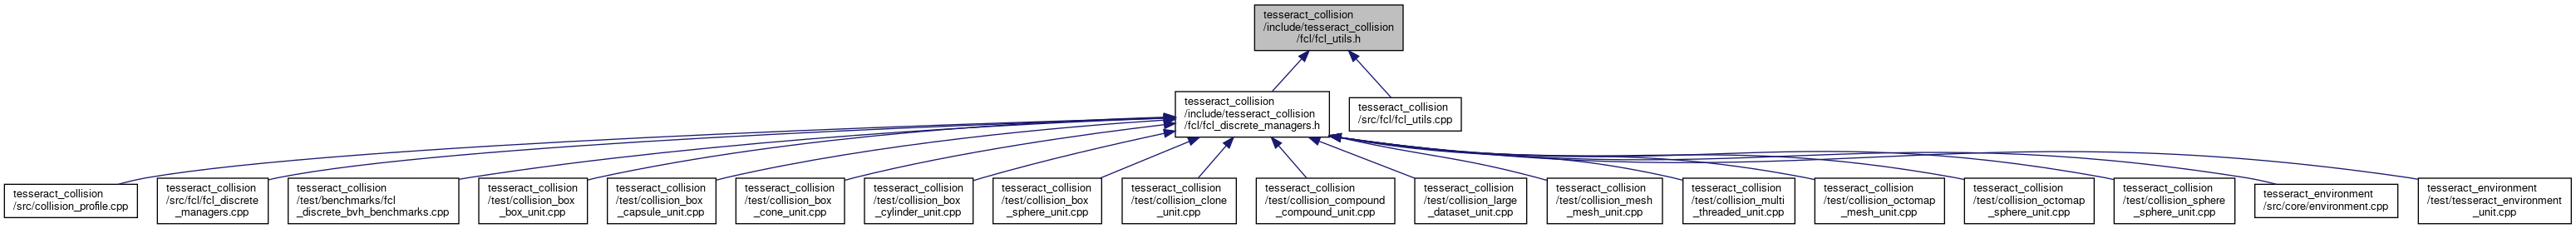 tesseract_collision
/include/tesseract_collision
/fcl/fcl_utils.h
tesseract_collision
/include/tesseract_collision
/fcl/fcl_discrete_managers.h
tesseract_collision
/src/fcl/fcl_utils.cpp
tesseract_collision
/src/collision_profile.cpp
tesseract_collision
/src/fcl/fcl_discrete
_managers.cpp
tesseract_collision
/test/benchmarks/fcl
_discrete_bvh_benchmarks.cpp
tesseract_collision
/test/collision_box
_box_unit.cpp
tesseract_collision
/test/collision_box
_capsule_unit.cpp
tesseract_collision
/test/collision_box
_cone_unit.cpp
tesseract_collision
/test/collision_box
_cylinder_unit.cpp
tesseract_collision
/test/collision_box
_sphere_unit.cpp
tesseract_collision
/test/collision_clone
_unit.cpp
tesseract_collision
/test/collision_compound
_compound_unit.cpp
tesseract_collision
/test/collision_large
_dataset_unit.cpp
tesseract_collision
/test/collision_mesh
_mesh_unit.cpp
tesseract_collision
/test/collision_multi
_threaded_unit.cpp
tesseract_collision
/test/collision_octomap
_mesh_unit.cpp
tesseract_collision
/test/collision_octomap
_sphere_unit.cpp
tesseract_collision
/test/collision_sphere
_sphere_unit.cpp
tesseract_environment
/src/core/environment.cpp
tesseract_environment
/test/tesseract_environment
_unit.cpp